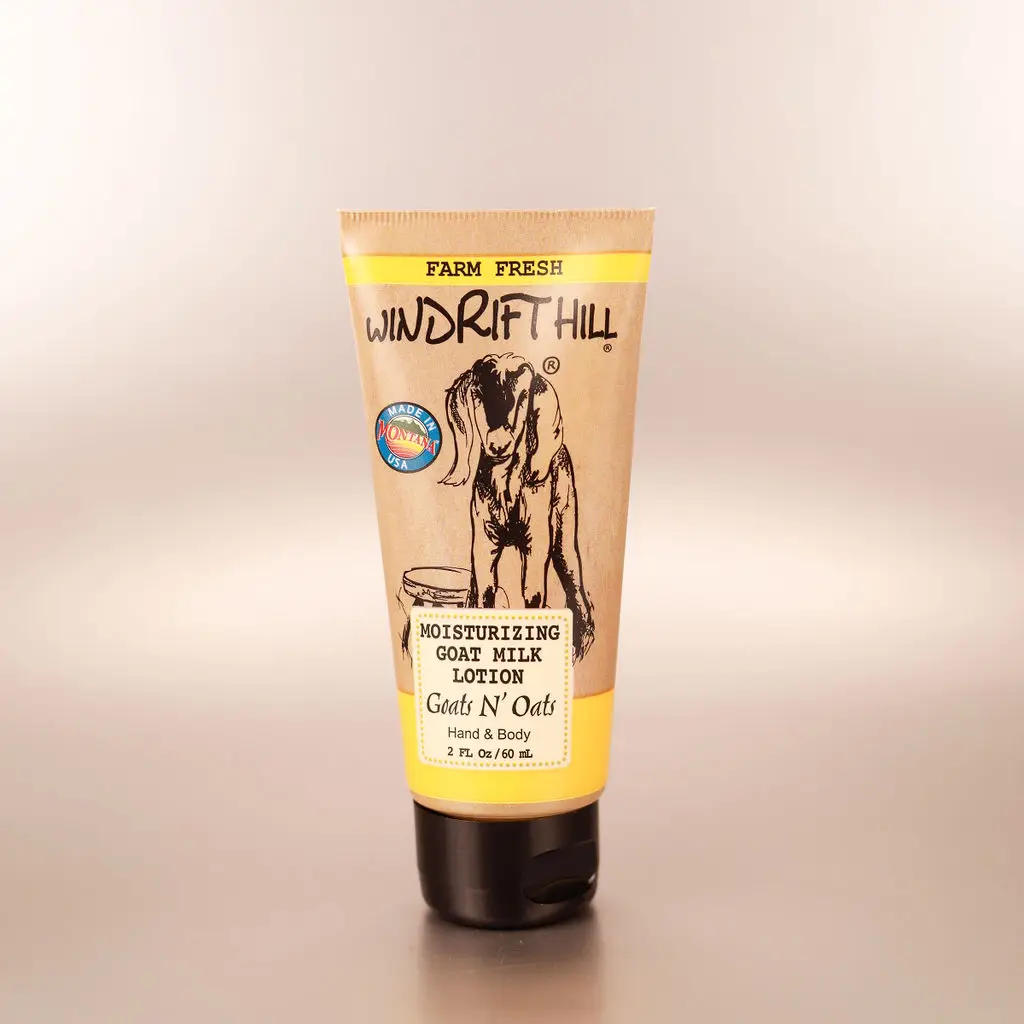 FARM FRESH
WINDRIFT HILL
®
®
MADE IN
MONTANA
USA
MOISTURIZING
GOAT MILK
LOTION
Goats N' Oats
Hand & Body
2 FL Oz/60 mL